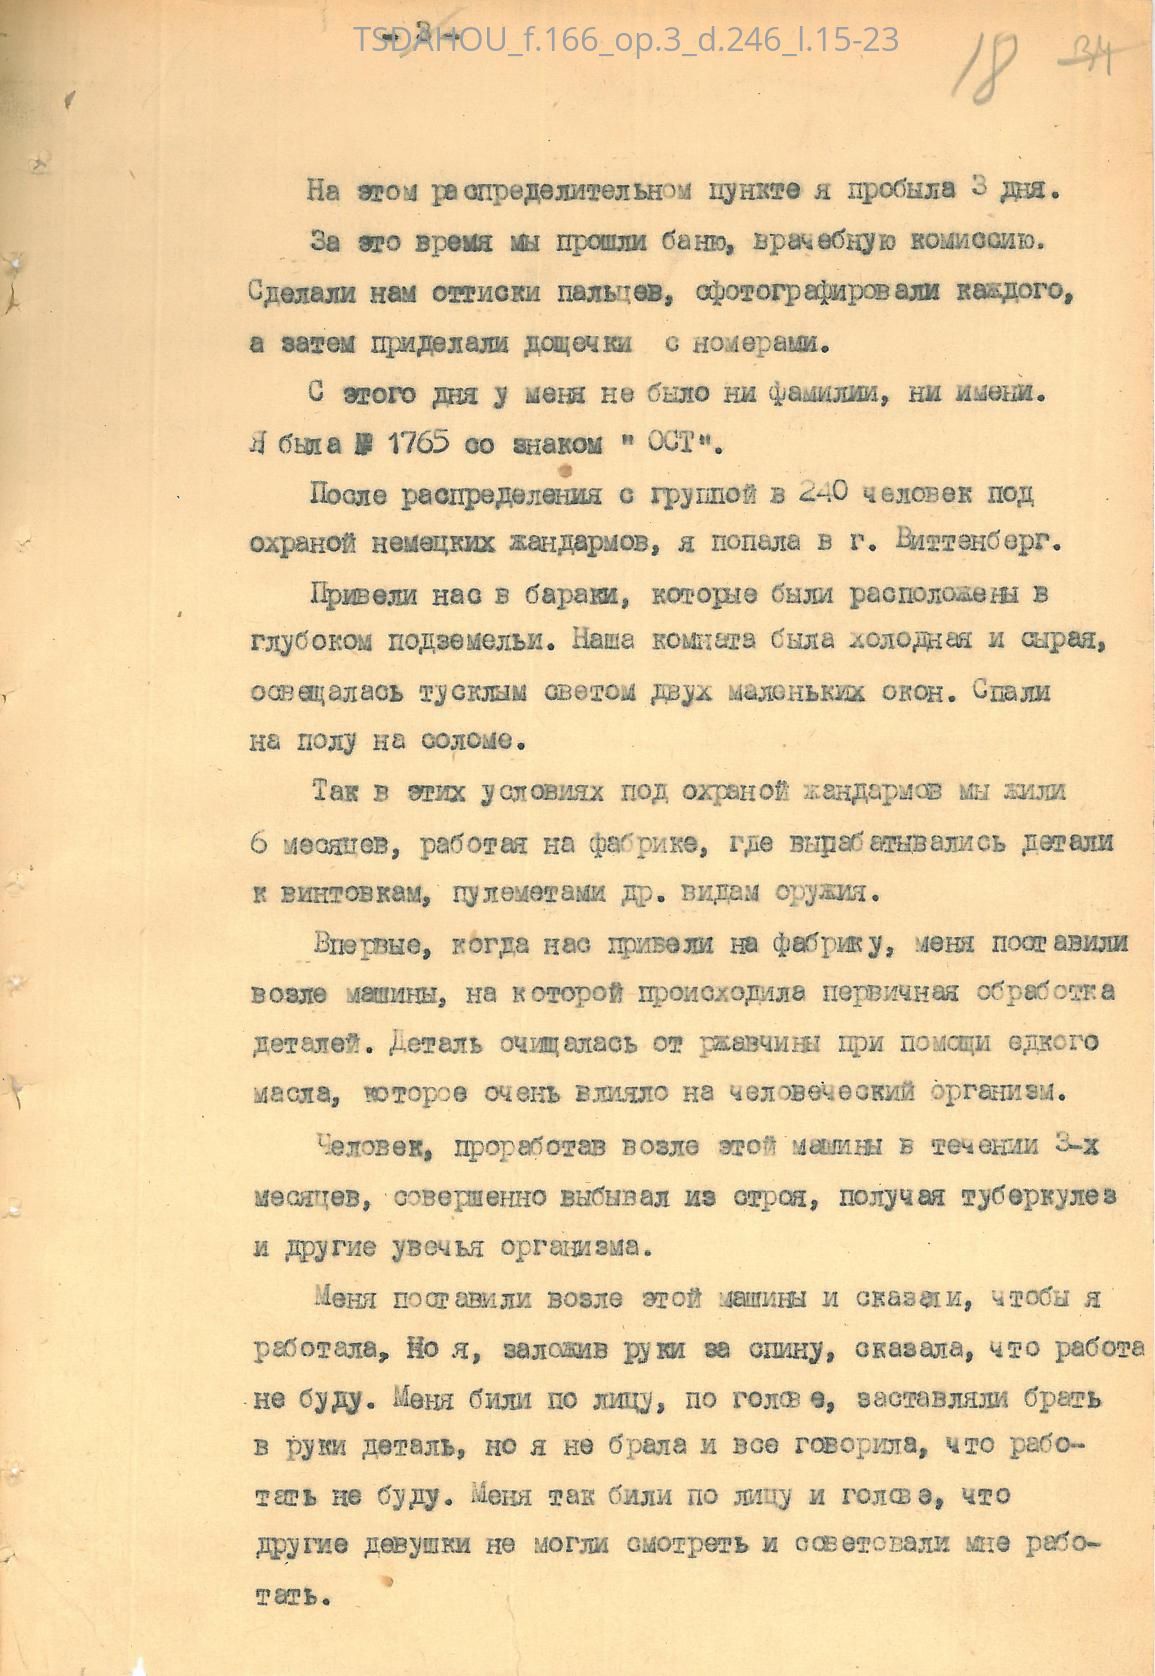 - 3 -
TSDAHOU_f.166_op.3_d.246_l.15-23
18 34
На этом распределительном пункте я пробыла 3 дня.
За это время мы прошли баню, врачебную комиссию.
Сделали нам оттиски пальцев, сфотографировали каждого,
а затем приделали дощечки с номерами.
С этого дня у меня не было ни фамилии, ни имени.
Я была № 1765 со знаком " ОСТ".
После распределения с группой в 240 человек под
охраной немецких жандармов, я попала в г. Виттенберг.
Привели нас в бараки, которые были расположены в
глубоком подземельи. Наша комната была холодная и сырая,
освещалась тусклым светом двух маленьких окон. Спали
на полу на соломе.
Так в этих условиях под охраной жандармов мы жили
6 месяцев, работая на фабрике, где вырабатывались детали
к винтовкам, пулеметами др. видам оружия.
Впервые, когда нас привели на фабрику, меня поставили
возле машины, на которой происходила первичная обработка
деталей. Деталь очищалась от ржавчины при помощи едкого
масла, которое очень влияло на человеческий организм.
Человек, проработав возле этой машины в течении 3-х
месяцев, совершенно выбывал из строя, получая туберкулез
и другие увечья организма.
Меня поставили возле этой машины и сказали, чтобы я
работала, Но я, заложив руки за спину, сказала, что работа
не буду. Меня били по лицу, по голове, заставляли брать
в руки деталь, но я не брала и все говорила, что рабо-
тать не буду. Меня так били по лицу и голове, что
другие девушки не могли смотреть и советовали мне рабо-
тать.